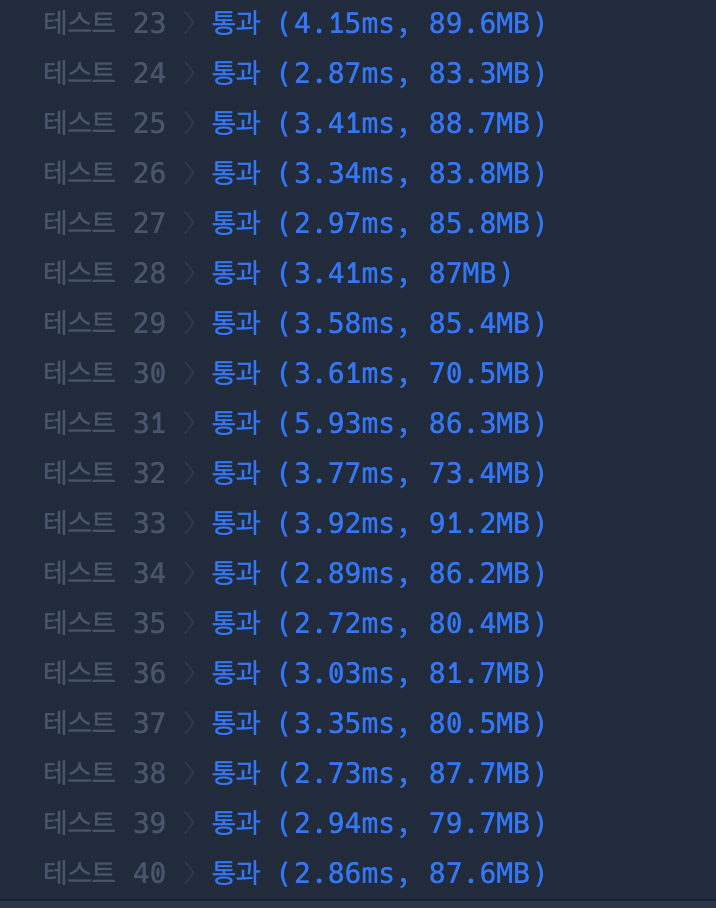 테스트 23 〉 통과 (4.15ms, 89.6MB)
테스트 24 〉 통과 (2.87ms, 83.3MB)
테스트 25 〉 통과 (3.41ms, 88.7MB)
테스트 26 〉 통과 (3.34ms, 83.8MB)
테스트 27 〉 통과 (2.97ms, 85.8MB)
테스트 28 〉 통과 (3.41ms, 87MB)
테스트 29 〉 통과 (3.58ms, 85.4MB)
테스트 30 〉 통과 (3.61ms, 70.5MB)
테스트 31 〉 통과 (5.93ms, 86.3MB)
테스트 32 〉 통과 (3.77ms, 73.4MB)
테스트 33 〉 통과 (3.92ms, 91.2MB)
테스트 34 〉 통과 (2.89ms, 86.2MB)
테스트 35 〉 통과 (2.72ms, 80.4MB)
테스트 36 〉 통과 (3.03ms, 81.7MB)
테스트 37 〉 통과 (3.35ms, 80.5MB)
테스트 38 〉 통과 (2.73ms, 87.7MB)
테스트 39 〉 통과 (2.94ms, 79.7MB)
테스트 40 〉 통과 (2.86ms, 87.6MB)